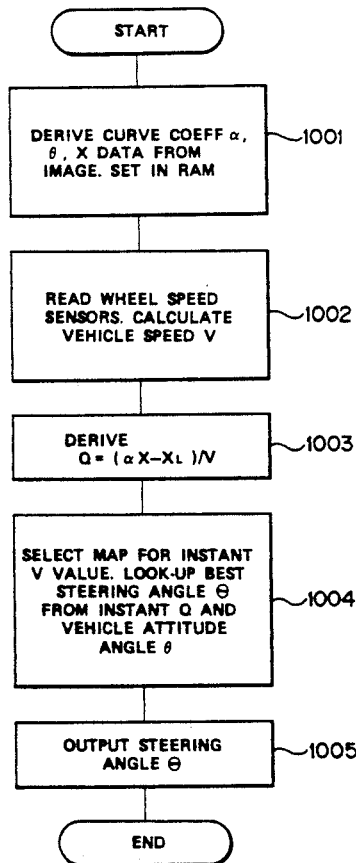 START
DERIVE CURVE COEFF α,
θ, X DATA FROM
IMAGE. SET IN RAM
1001
READ WHEEL SPEED
SENSORS. CALCULATE
VEHICLE SPEED V
1002
DERIVE
Q = (αX-XL)/V
1003
SELECT MAP FOR INSTANT
V VALUE. LOOK-UP BEST
STEERING ANGLE Θ
FROM INSTANT Q AND
VEHICLE ATTITUDE
ANGLE θ
1004
OUTPUT STEERING
ANGLE Θ
1005
END